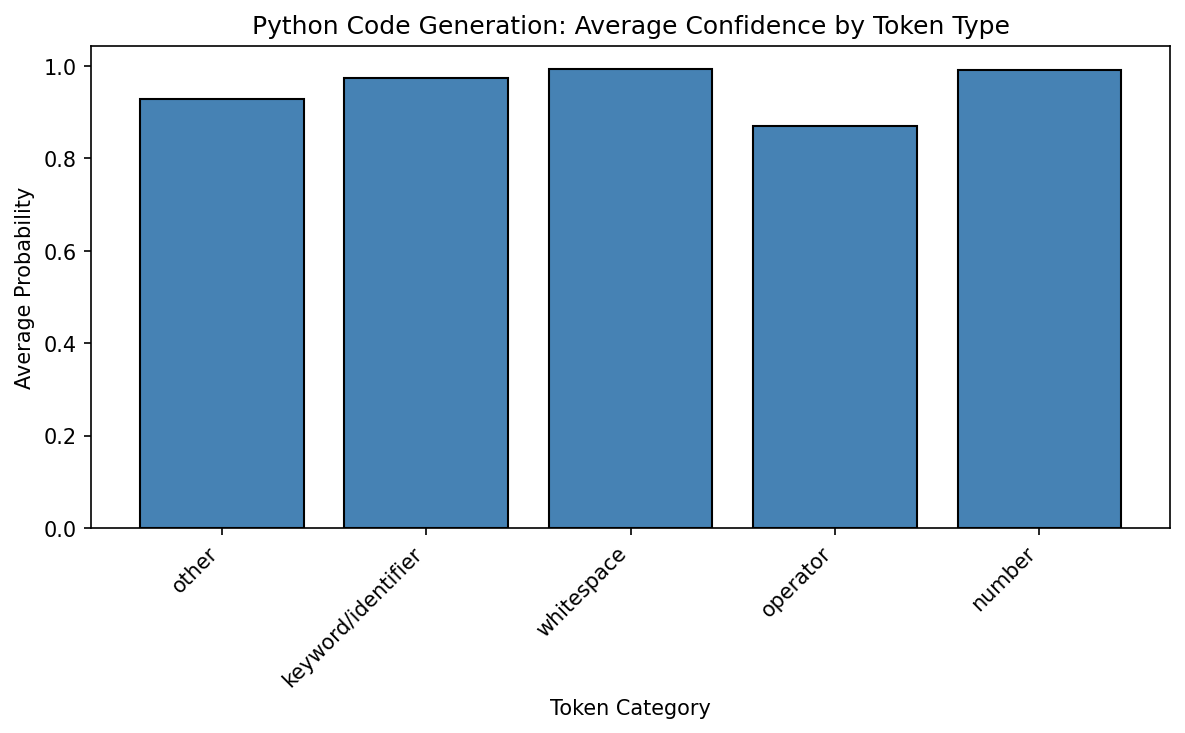 Python Code Generation: Average Confidence by Token Type
1.0
0.8
0.6
0.4
0.2
0.0
Average Probability
other
keyword/identifier
whitespace
operator
number
Token Category